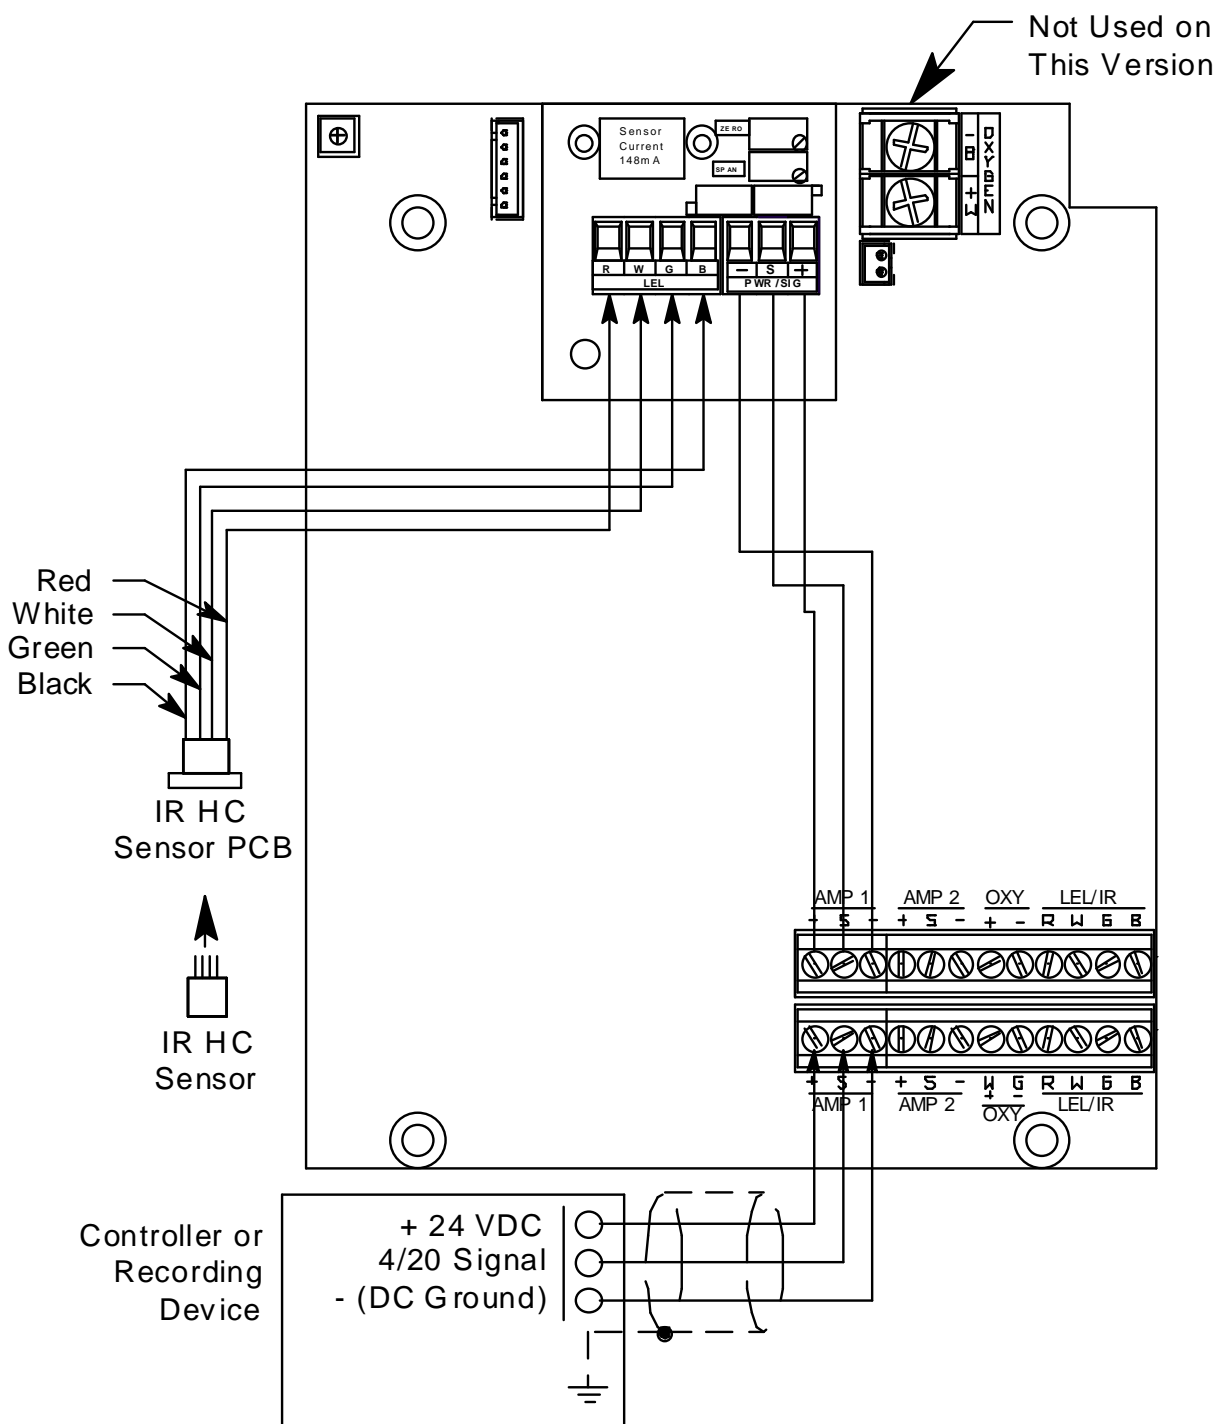 Not Used on
This Version
Sensor
Current
148mA
ZERO
SPAN
- B
+ W
OXYGEN
R W G B
LEL
- S +
PWR/SIG
Red
White
Green
Black
IR HC
Sensor PCB
IR HC
Sensor
AMP 1 AMP 2 OXY LEL/IR
+ S - + S - + - R W G B
+ S - + S - W G R W G B
+ -
AMP 1 AMP 2 OXY LEL/IR
Controller or
Recording
Device
+ 24 VDC
4/20 Signal
- (DC Ground)